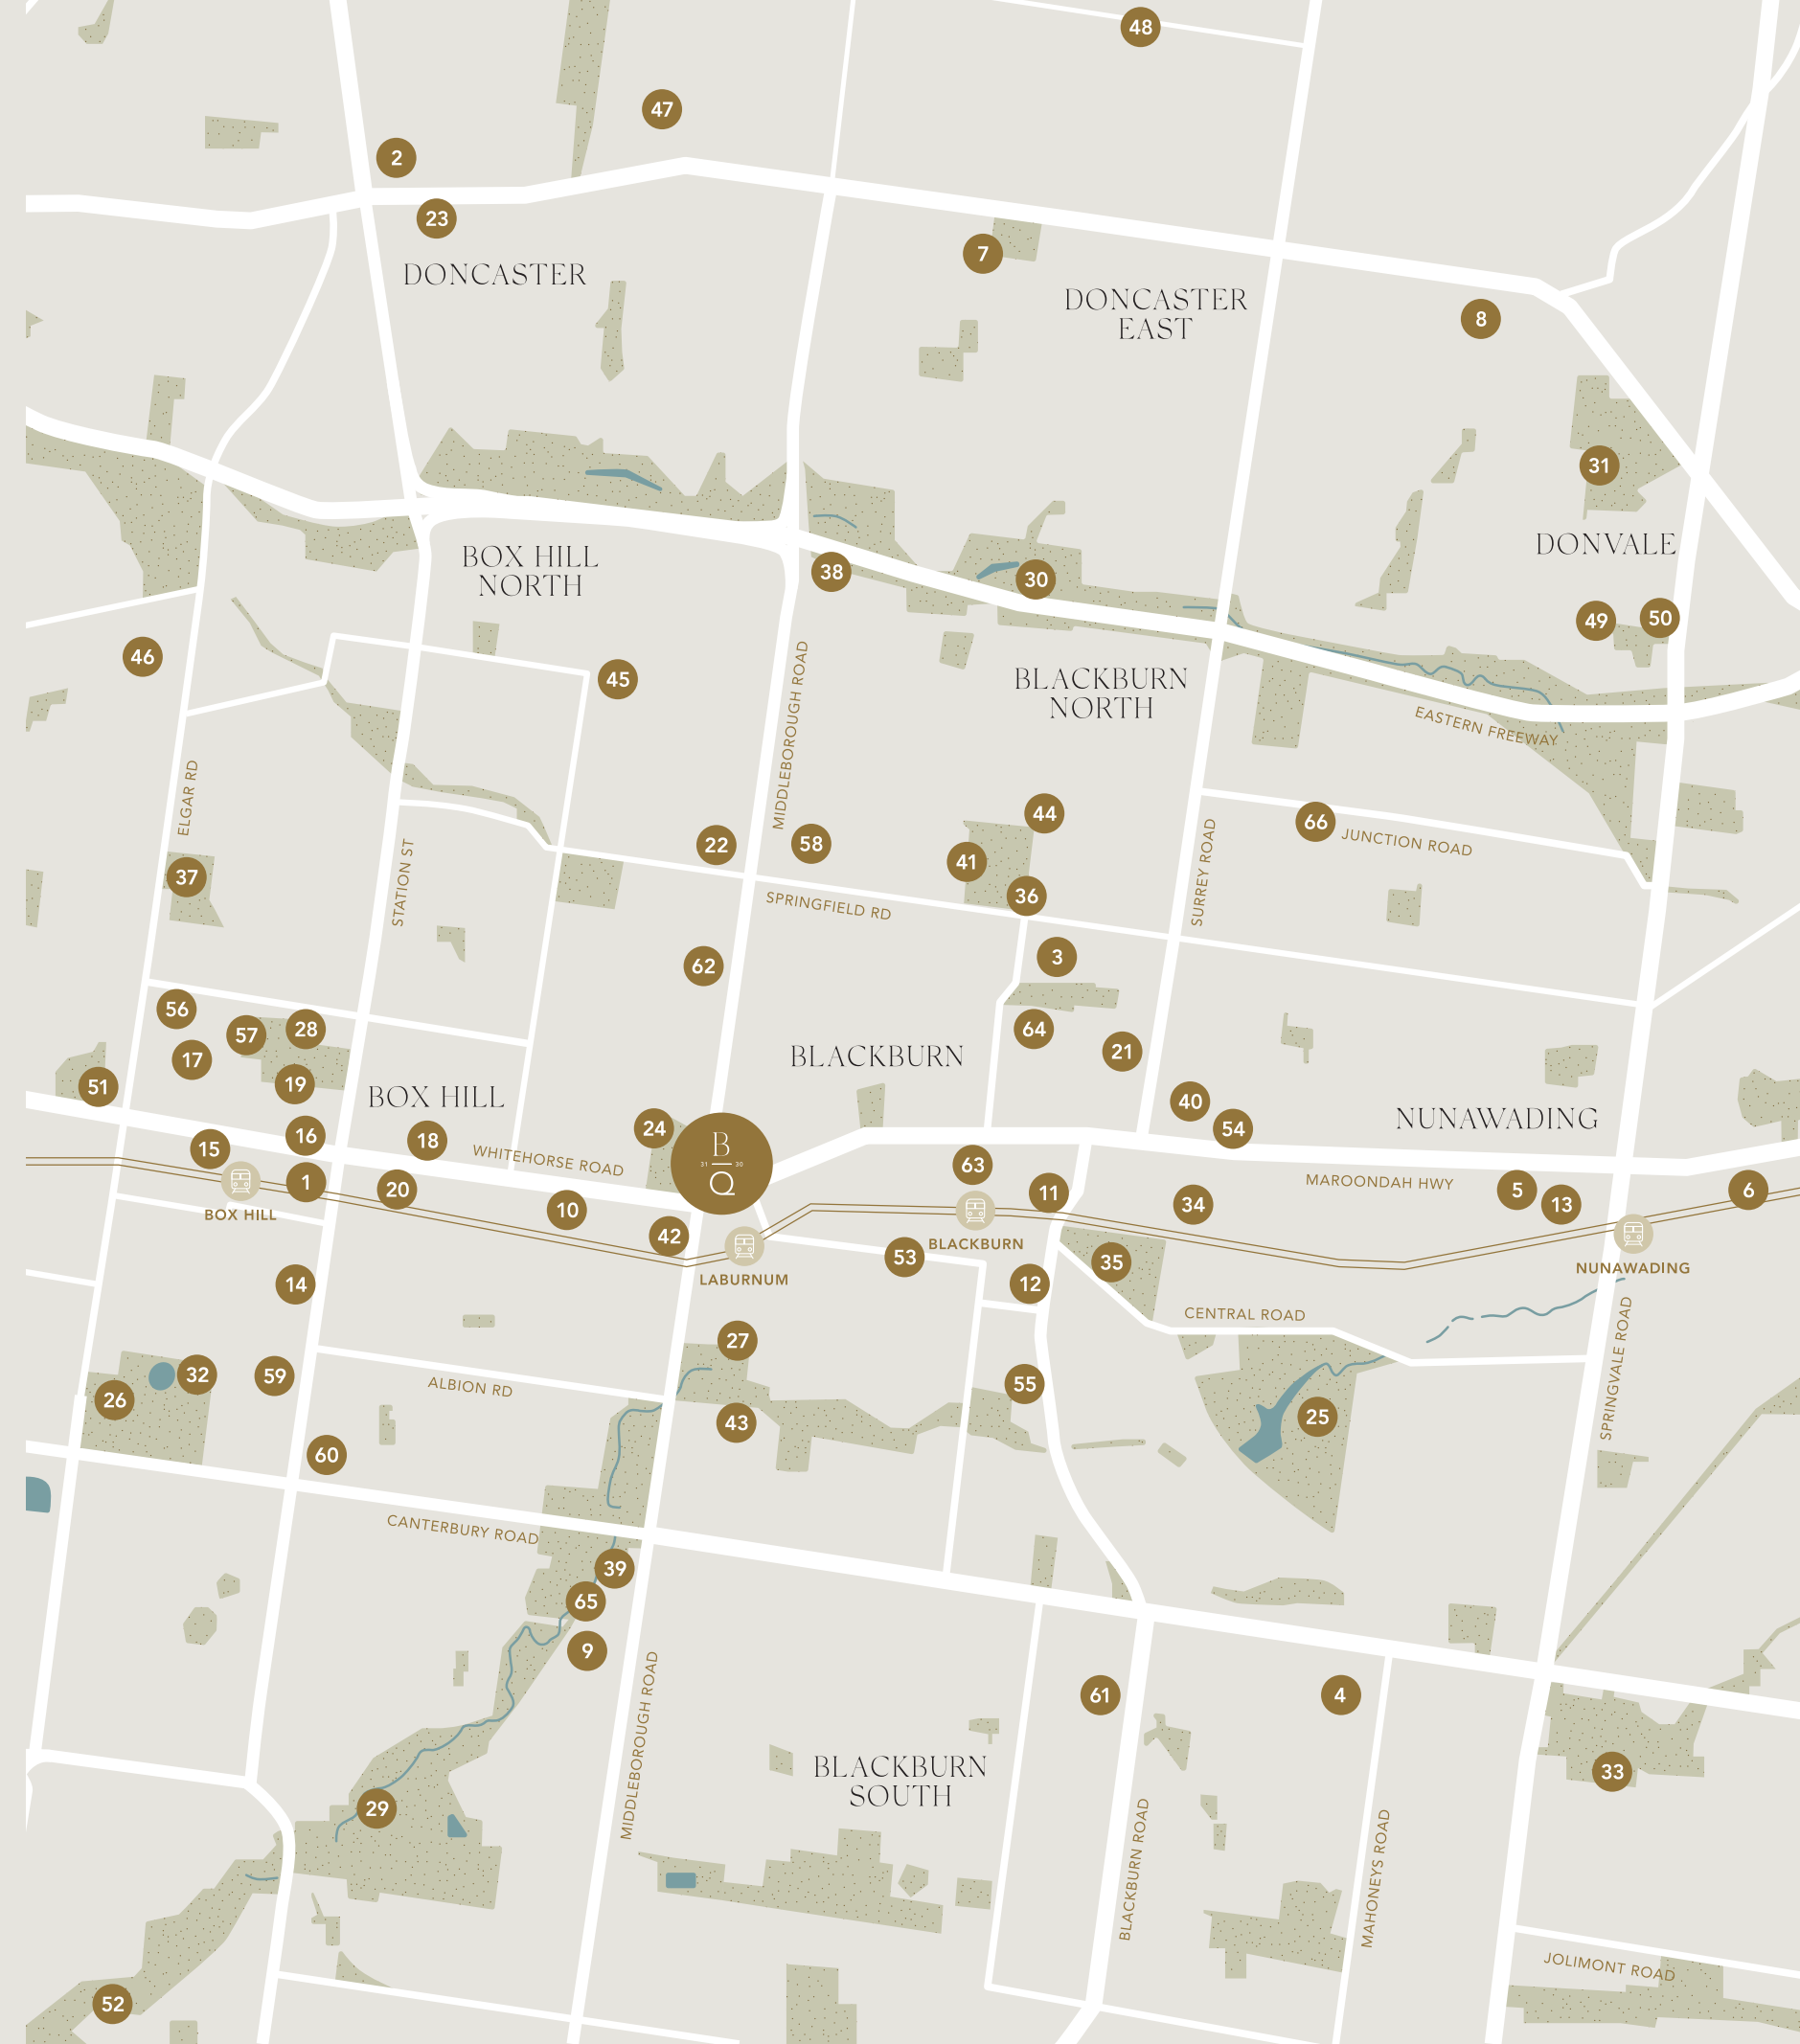 48
47
2
23
7
DONCASTER
DONCASTER
EAST
8
31
DONVALE
BOX HILL
NORTH
38
30
49
50
46
45
MIDDLEBOROUGH ROAD
BLACKBURN
NORTH
EASTERN FREEWAY
ELGAR RD
44
66
JUNCTION ROAD
22
58
41
37
STATION ST
SPRINGFIELD RD
36
SURREY ROAD
62
3
56
57
28
64
17
21
BLACKBURN
51
19
BOX HILL
40
NUNAWADING
24
54
16
18
15
WHITEHORSE ROAD
B
31 30
Q
63
1
20
11
34
MAROONDAH HWY
5
13
6
BOX HILL
10
42
BLACKBURN
53
LABURNUM
NUNAWADING
35
14
12
CENTRAL ROAD
27
SPRINGVALE ROAD
32
59
ALBION RD
55
26
43
25
60
CANTERBURY ROAD
39
65
9
MIDDLEBOROUGH ROAD
61
4
BLACKBURN
SOUTH
33
29
BLACKBURN ROAD
MAHONEYS ROAD
JOLIMONT ROAD
52